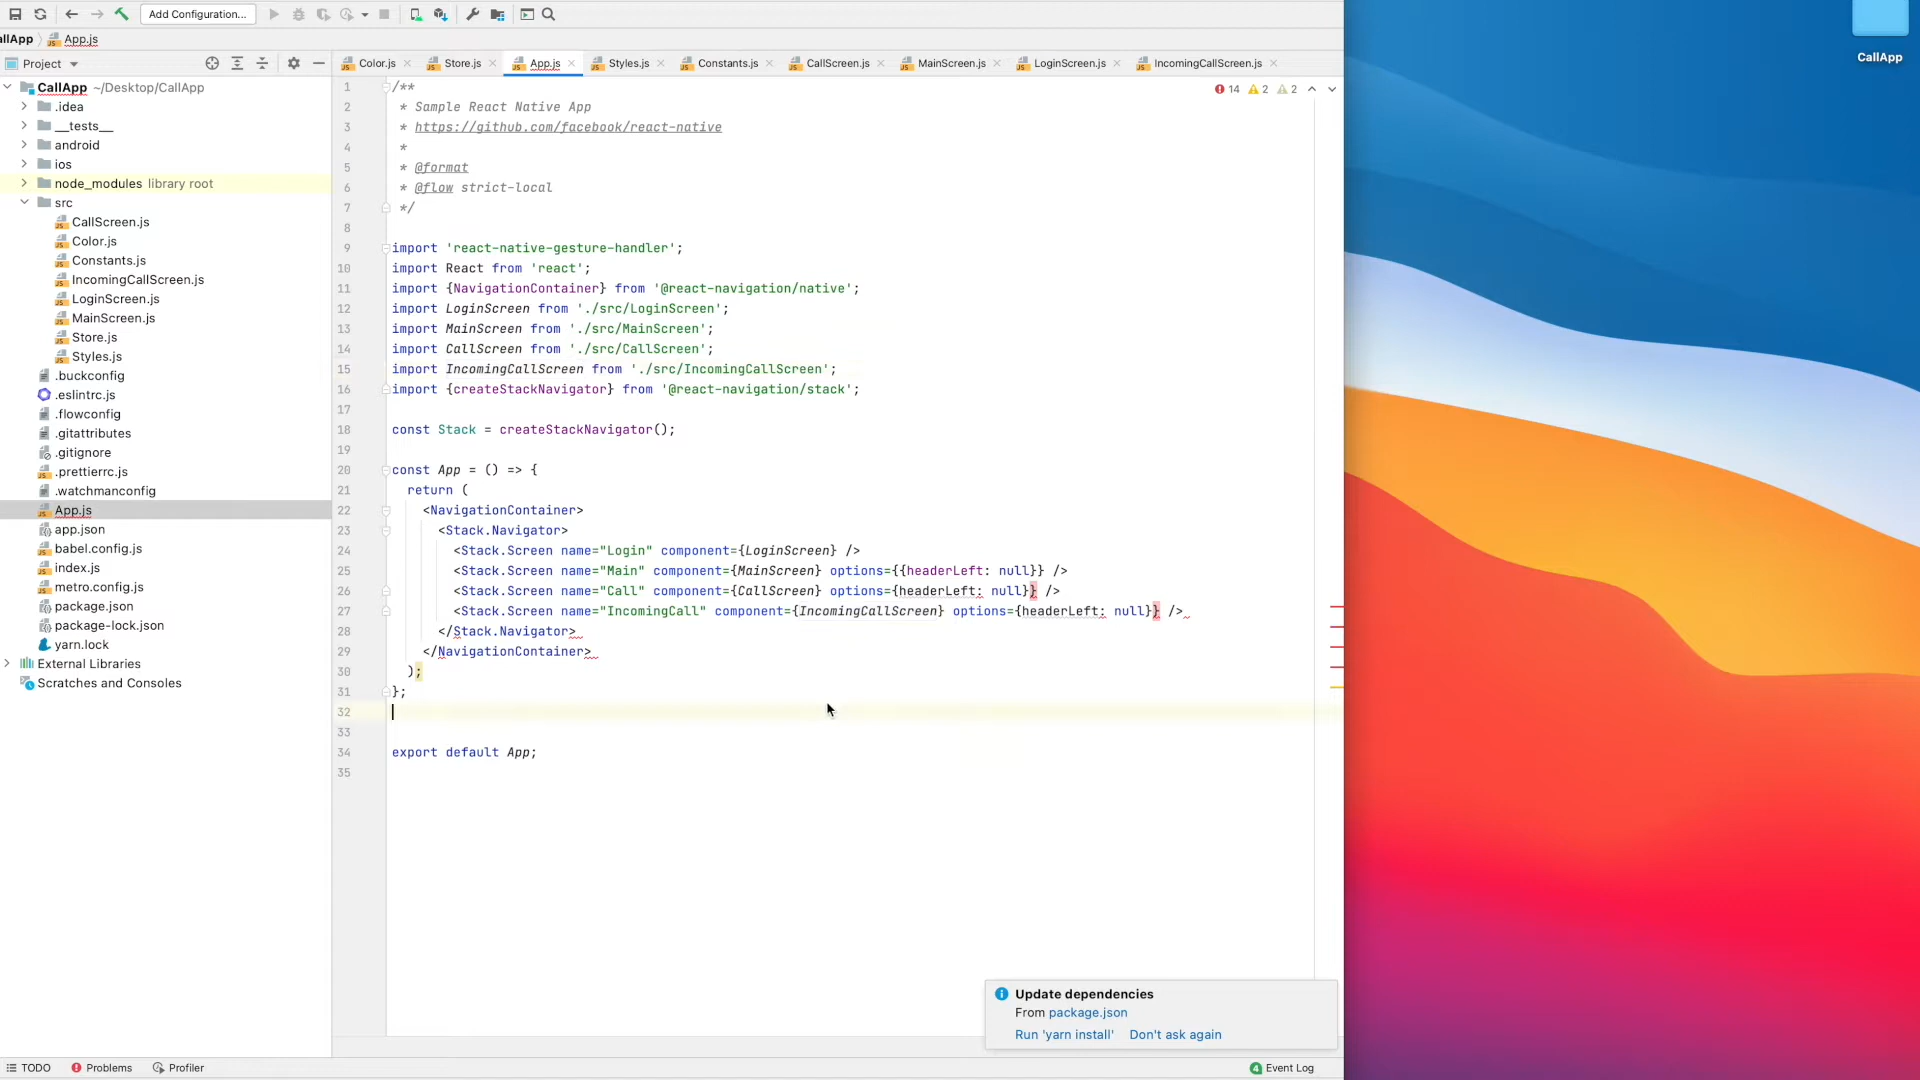 Add Configuration...
allApp
App.js
CallApp
Project
Color.js
Store.js
App.js
Styles.js
Constants.js
CallScreen.js
MainScreen.js
LoginScreen.js
IncomingCallScreen.js
14
2
2
CallApp ~/Desktop/CallApp
.idea
__tests__
android
ios
node_modules library root
src
CallScreen.js
Color.js
Constants.js
IncomingCallScreen.js
LoginScreen.js
MainScreen.js
Store.js
Styles.js
.buckconfig
.eslintrc.js
.flowconfig
.gitattributes
.gitignore
.prettierrc.js
.watchmanconfig
App.js
app.json
babel.config.js
index.js
metro.config.js
package.json
package-lock.json
yarn.lock
External Libraries
Scratches and Consoles
1 /**
2 * Sample React Native App
3 * https://github.com/facebook/react-native
4 *
5 * @format
6 * @flow strict-local
7 */
8
9 import 'react-native-gesture-handler';
10 import React from 'react';
11 import {NavigationContainer} from '@react-navigation/native';
12 import LoginScreen from './src/LoginScreen';
13 import MainScreen from './src/MainScreen';
14 import CallScreen from './src/CallScreen';
15 import IncomingCallScreen from './src/IncomingCallScreen';
16 import {createStackNavigator} from '@react-navigation/stack';
17
18 const Stack = createStackNavigator();
19
20 const App = () => {
21 return (
22 <NavigationContainer>
23 <Stack.Navigator>
24 <Stack.Screen name="Login" component={LoginScreen} />
25 <Stack.Screen name="Main" component={MainScreen} options={{headerLeft: null}} />
26 <Stack.Screen name="Call" component={CallScreen} options={headerLeft: null}} />
27 <Stack.Screen name="IncomingCall" component={IncomingCallScreen} options={headerLeft: null}} />
28 </Stack.Navigator>
29 </NavigationContainer>
30 );
31 };
32
33
34 export default App;
35
Update dependencies
From package.json
Run 'yarn install' Don't ask again
TODO
Problems
Profiler
4
Event Log